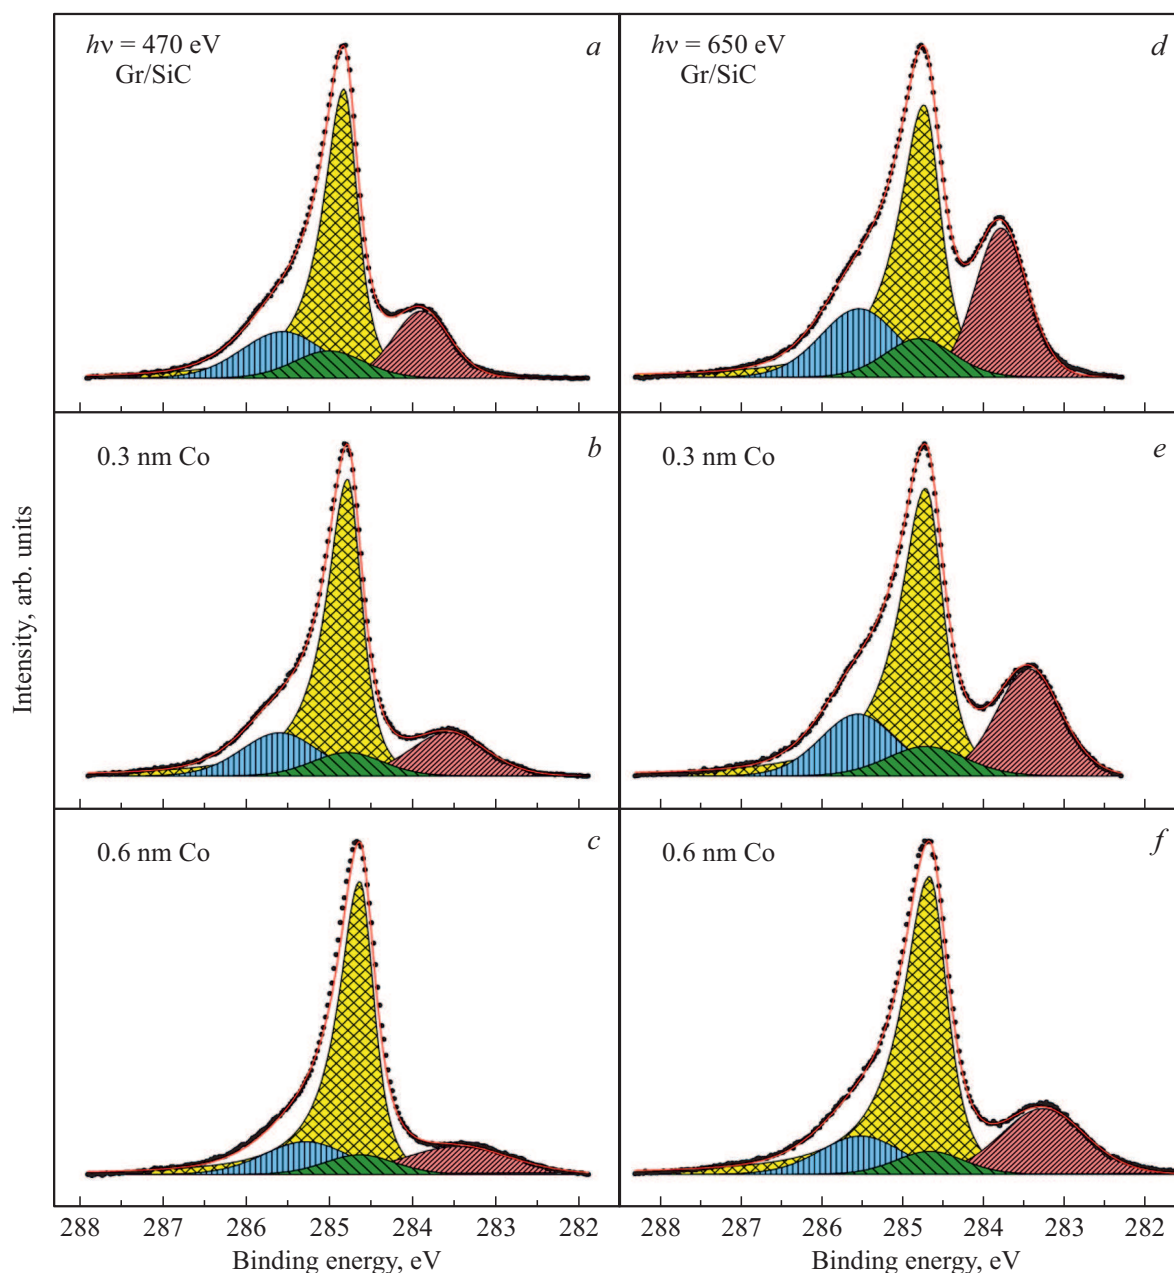 hν = 470 eV
Gr/SiC
a
hν = 650 eV
Gr/SiC
d
0.3 nm Co
b
0.3 nm Co
e
0.6 nm Co
c
0.6 nm Co
f
Intensity, arb. units
288 287 286 285 284 283 282
288 287 286 285 284 283 282
Binding energy, eV
Binding energy, eV